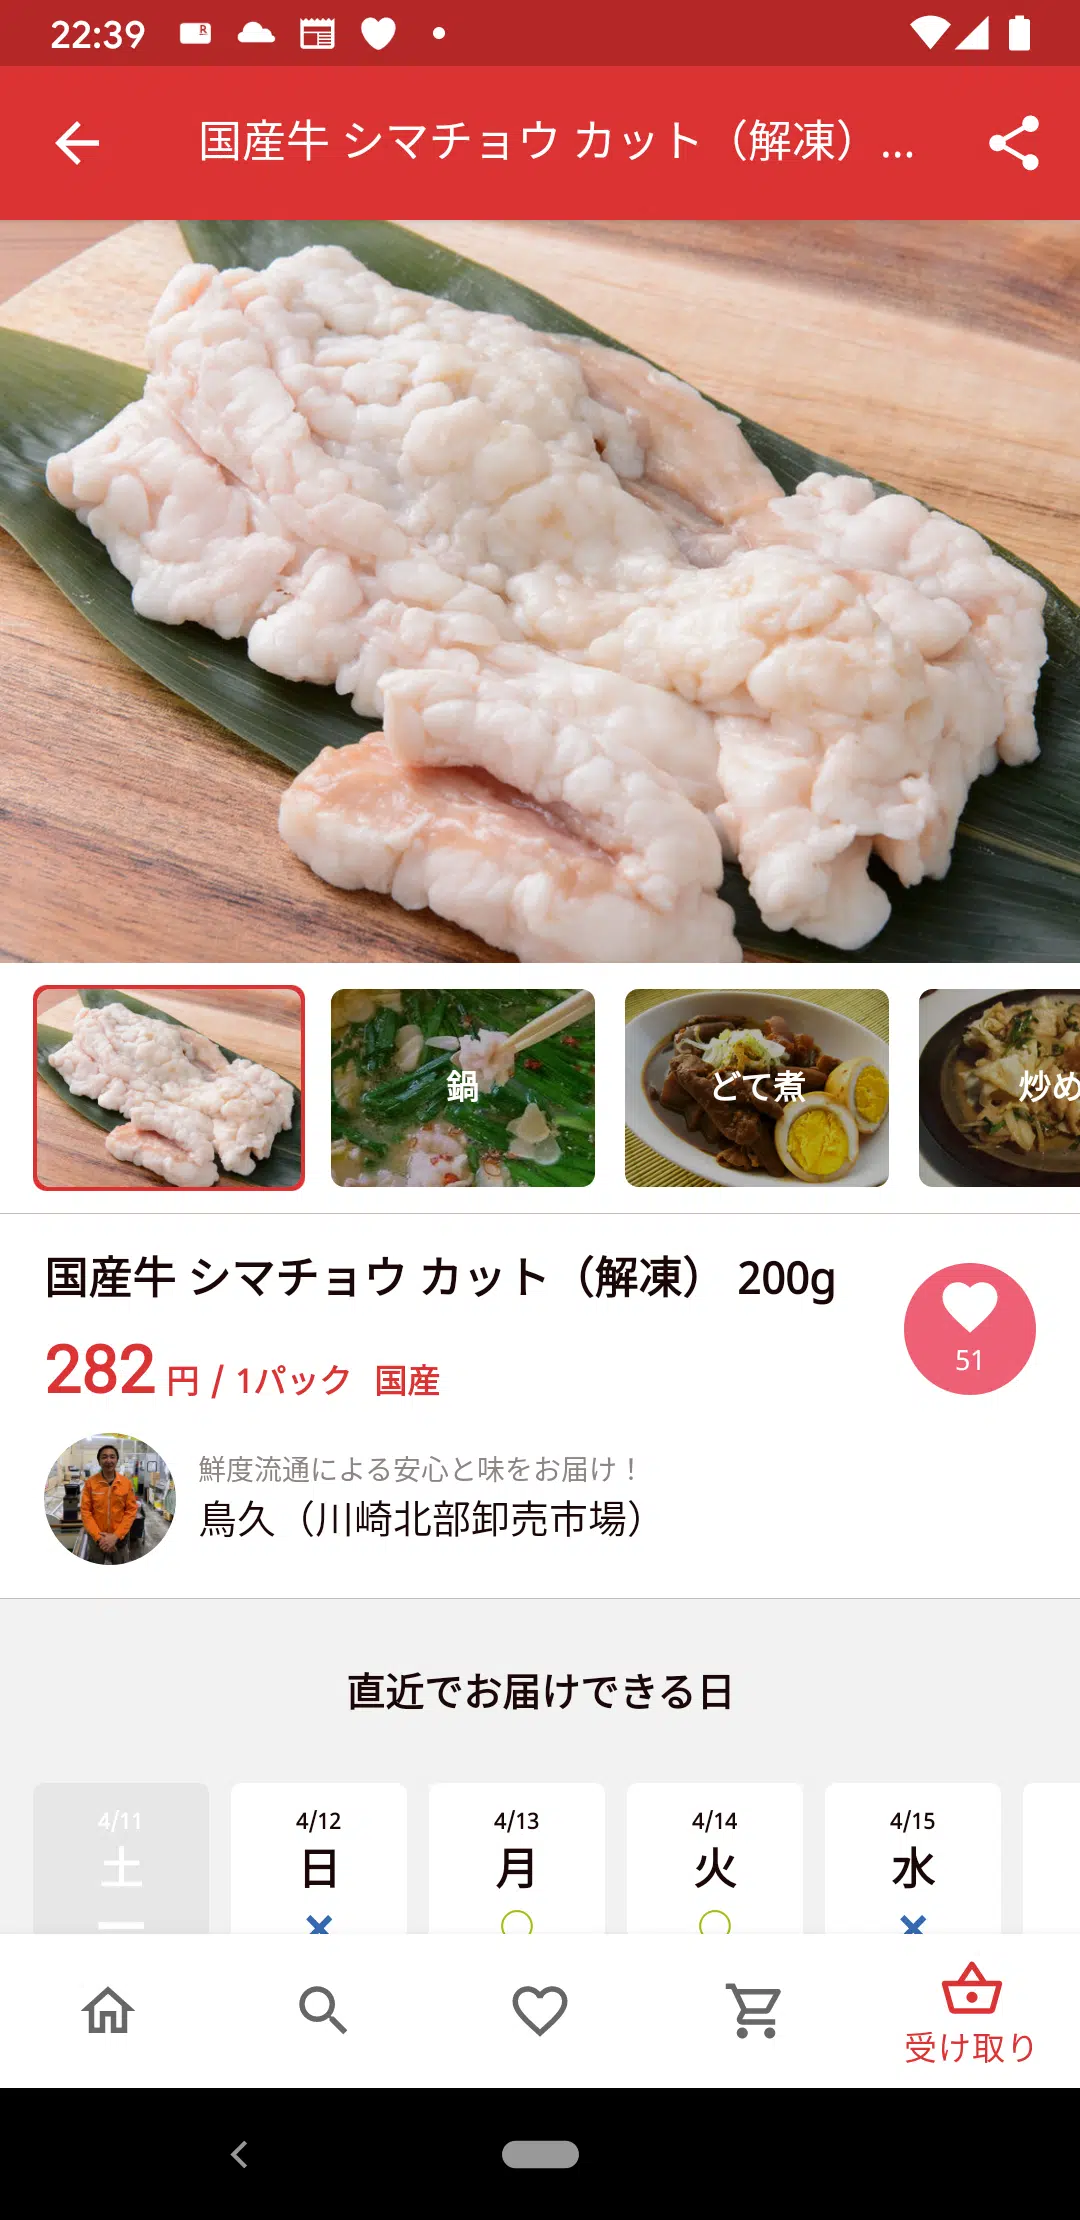 22:39
国産牛 シマチョウ カット（解凍）...
鍋
どて煮
炒め
国産牛 シマチョウ カット（解凍） 200g
282 円 / 1パック 国産
51
鮮度流通による安心と味をお届け！
鳥久（川崎北部卸売市場）
直近でお届けできる日
4/11 4/12 4/13 4/14 4/15
土 日 月 火 水
受け取り